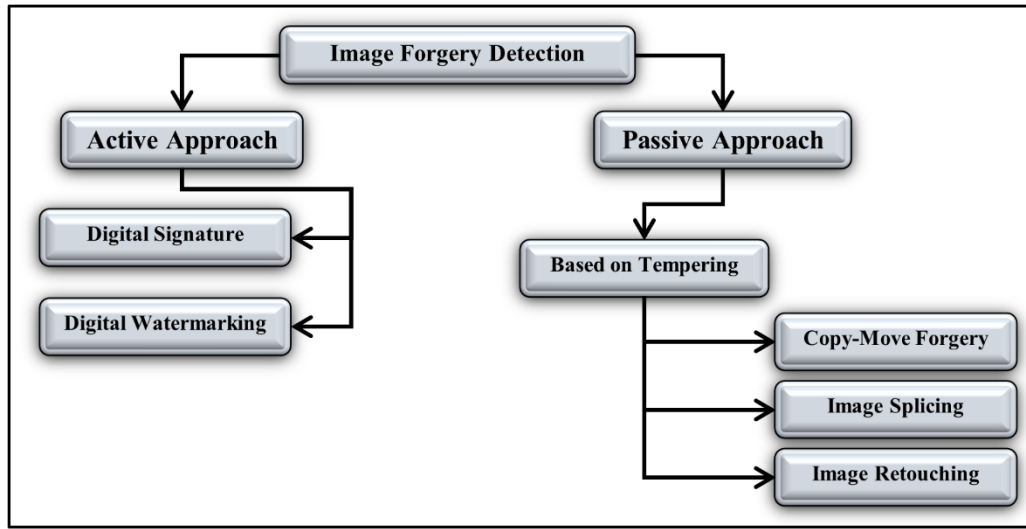 Image Forgery Detection
Active Approach
Passive Approach
Digital Signature
Based on Tempering
Digital Watermarking
Copy-Move Forgery
Image Splicing
Image Retouching